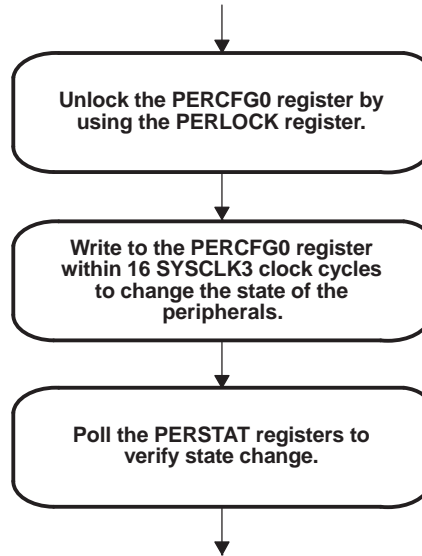 Unlock the PERCFG0 register by
using the PERLOCK register.
Write to the PERCFG0 register
within 16 SYSCLK3 clock cycles
to change the state of the
peripherals.
Poll the PERSTAT registers to
verify state change.